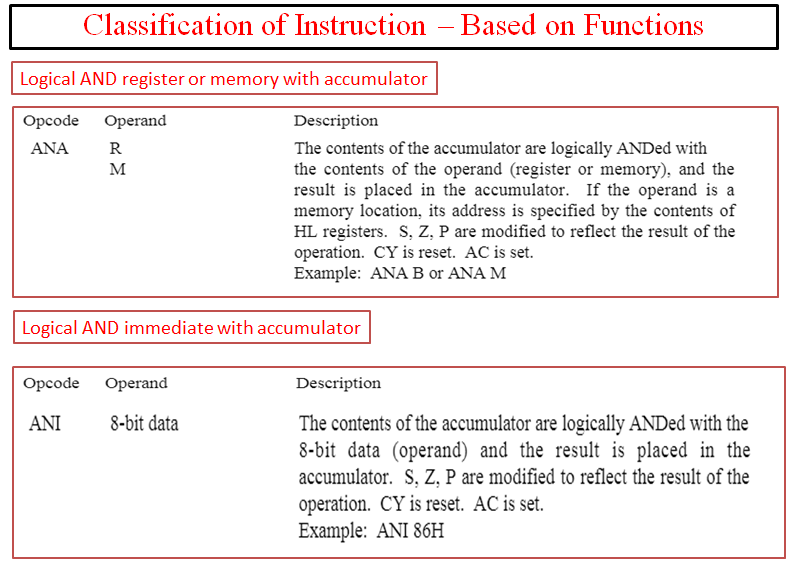 Classification of Instruction – Based on Functions
Logical AND register or memory with accumulator
Opcode Operand Description
ANA R The contents of the accumulator are logically ANDed with
M the contents of the operand (register or memory), and the
result is placed in the accumulator. If the operand is a
memory location, its address is specified by the contents of
HL registers. S, Z, P are modified to reflect the result of the
operation. CY is reset. AC is set.
Example: ANA B or ANA M
Logical AND immediate with accumulator
Opcode Operand Description
ANI 8-bit data The contents of the accumulator are logically ANDed with the
8-bit data (operand) and the result is placed in the
accumulator. S, Z, P are modified to reflect the result of the
operation. CY is reset. AC is set.
Example: ANI 86H